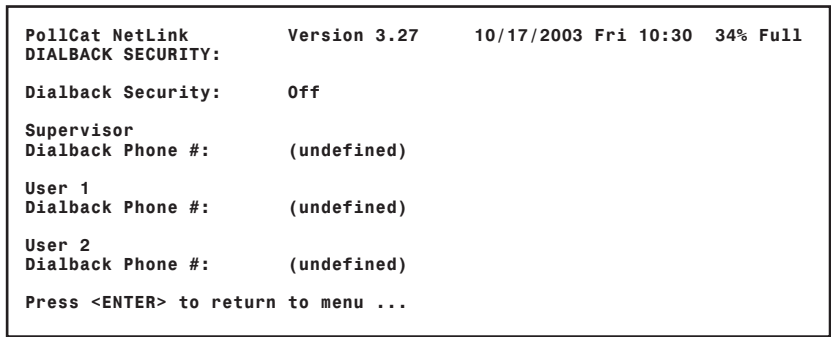 PollCat NetLink Version 3.27 10/17/2003 Fri 10:30 34% Full
DIALBACK SECURITY:
Dialback Security: Off
Supervisor
Dialback Phone #: (undefined)
User 1
Dialback Phone #: (undefined)
User 2
Dialback Phone #: (undefined)
Press <ENTER> to return to menu ...